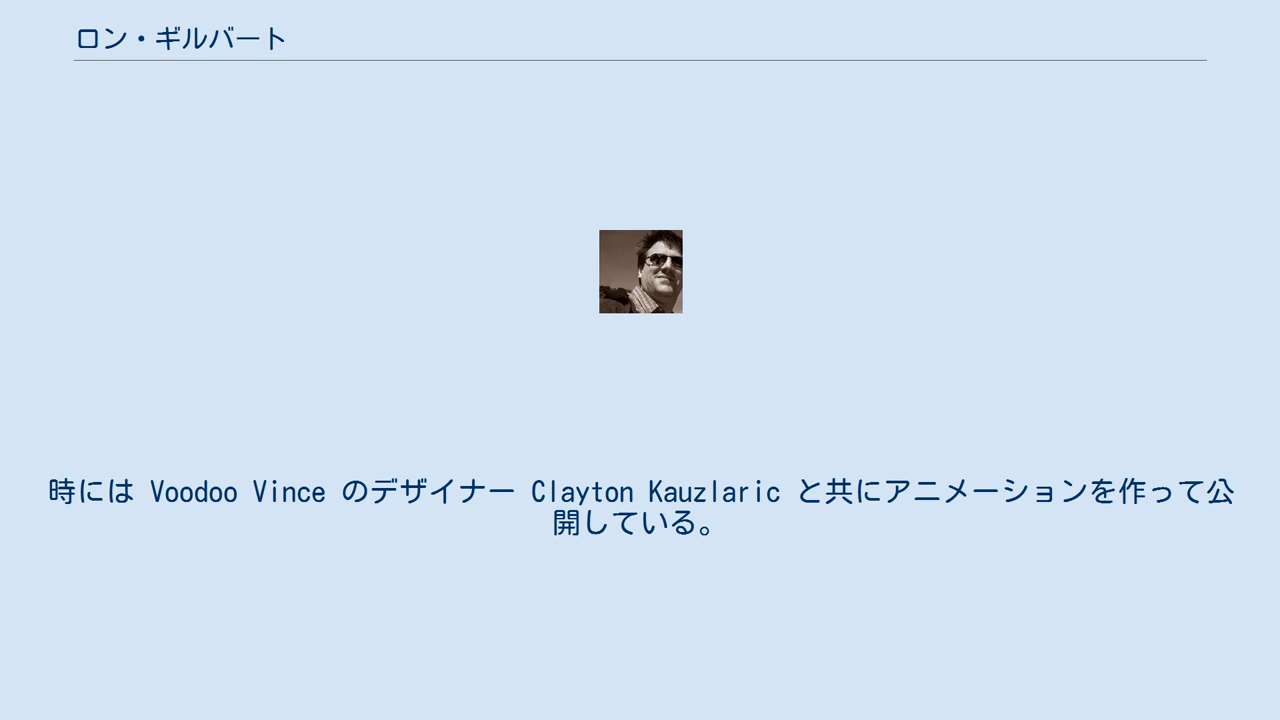 ロン・ギルバート
時には Voodoo Vince のデザイナー Clayton Kauzlaric と共にアニメーションを作って公
開している。